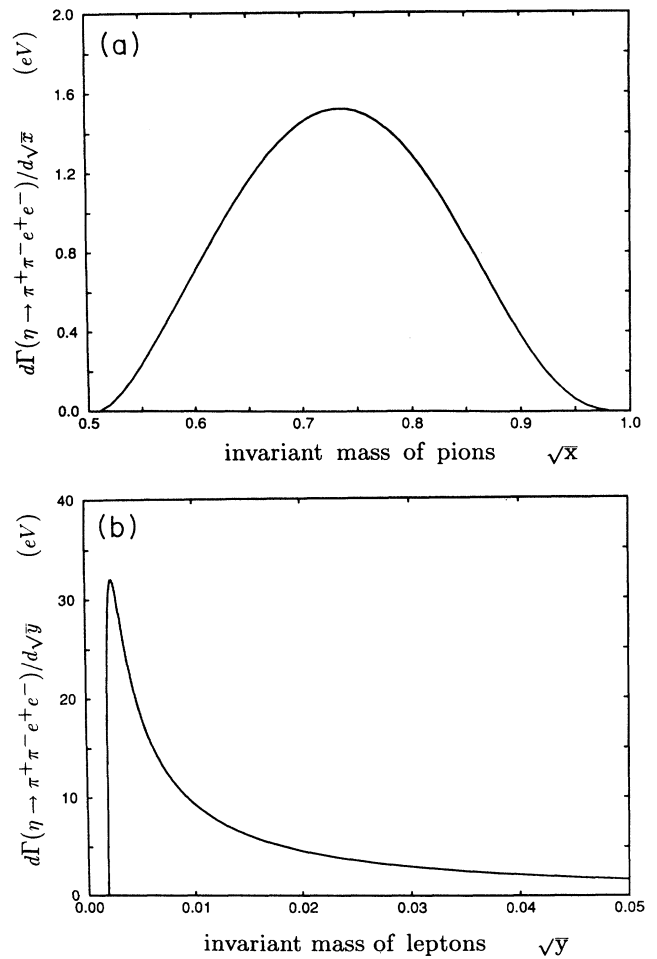 (a)
dΓ(η → π⁺π⁻e⁺e⁻)/d√x̅ (eV)
2.0
1.6
1.2
0.8
0.4
0.0
0.5 0.6 0.7 0.8 0.9 1.0
invariant mass of pions √x
(b)
dΓ(η → π⁺π⁻e⁺e⁻)/d√y̅ (eV)
40
30
20
10
0
0.00 0.01 0.02 0.03 0.04 0.05
invariant mass of leptons √y